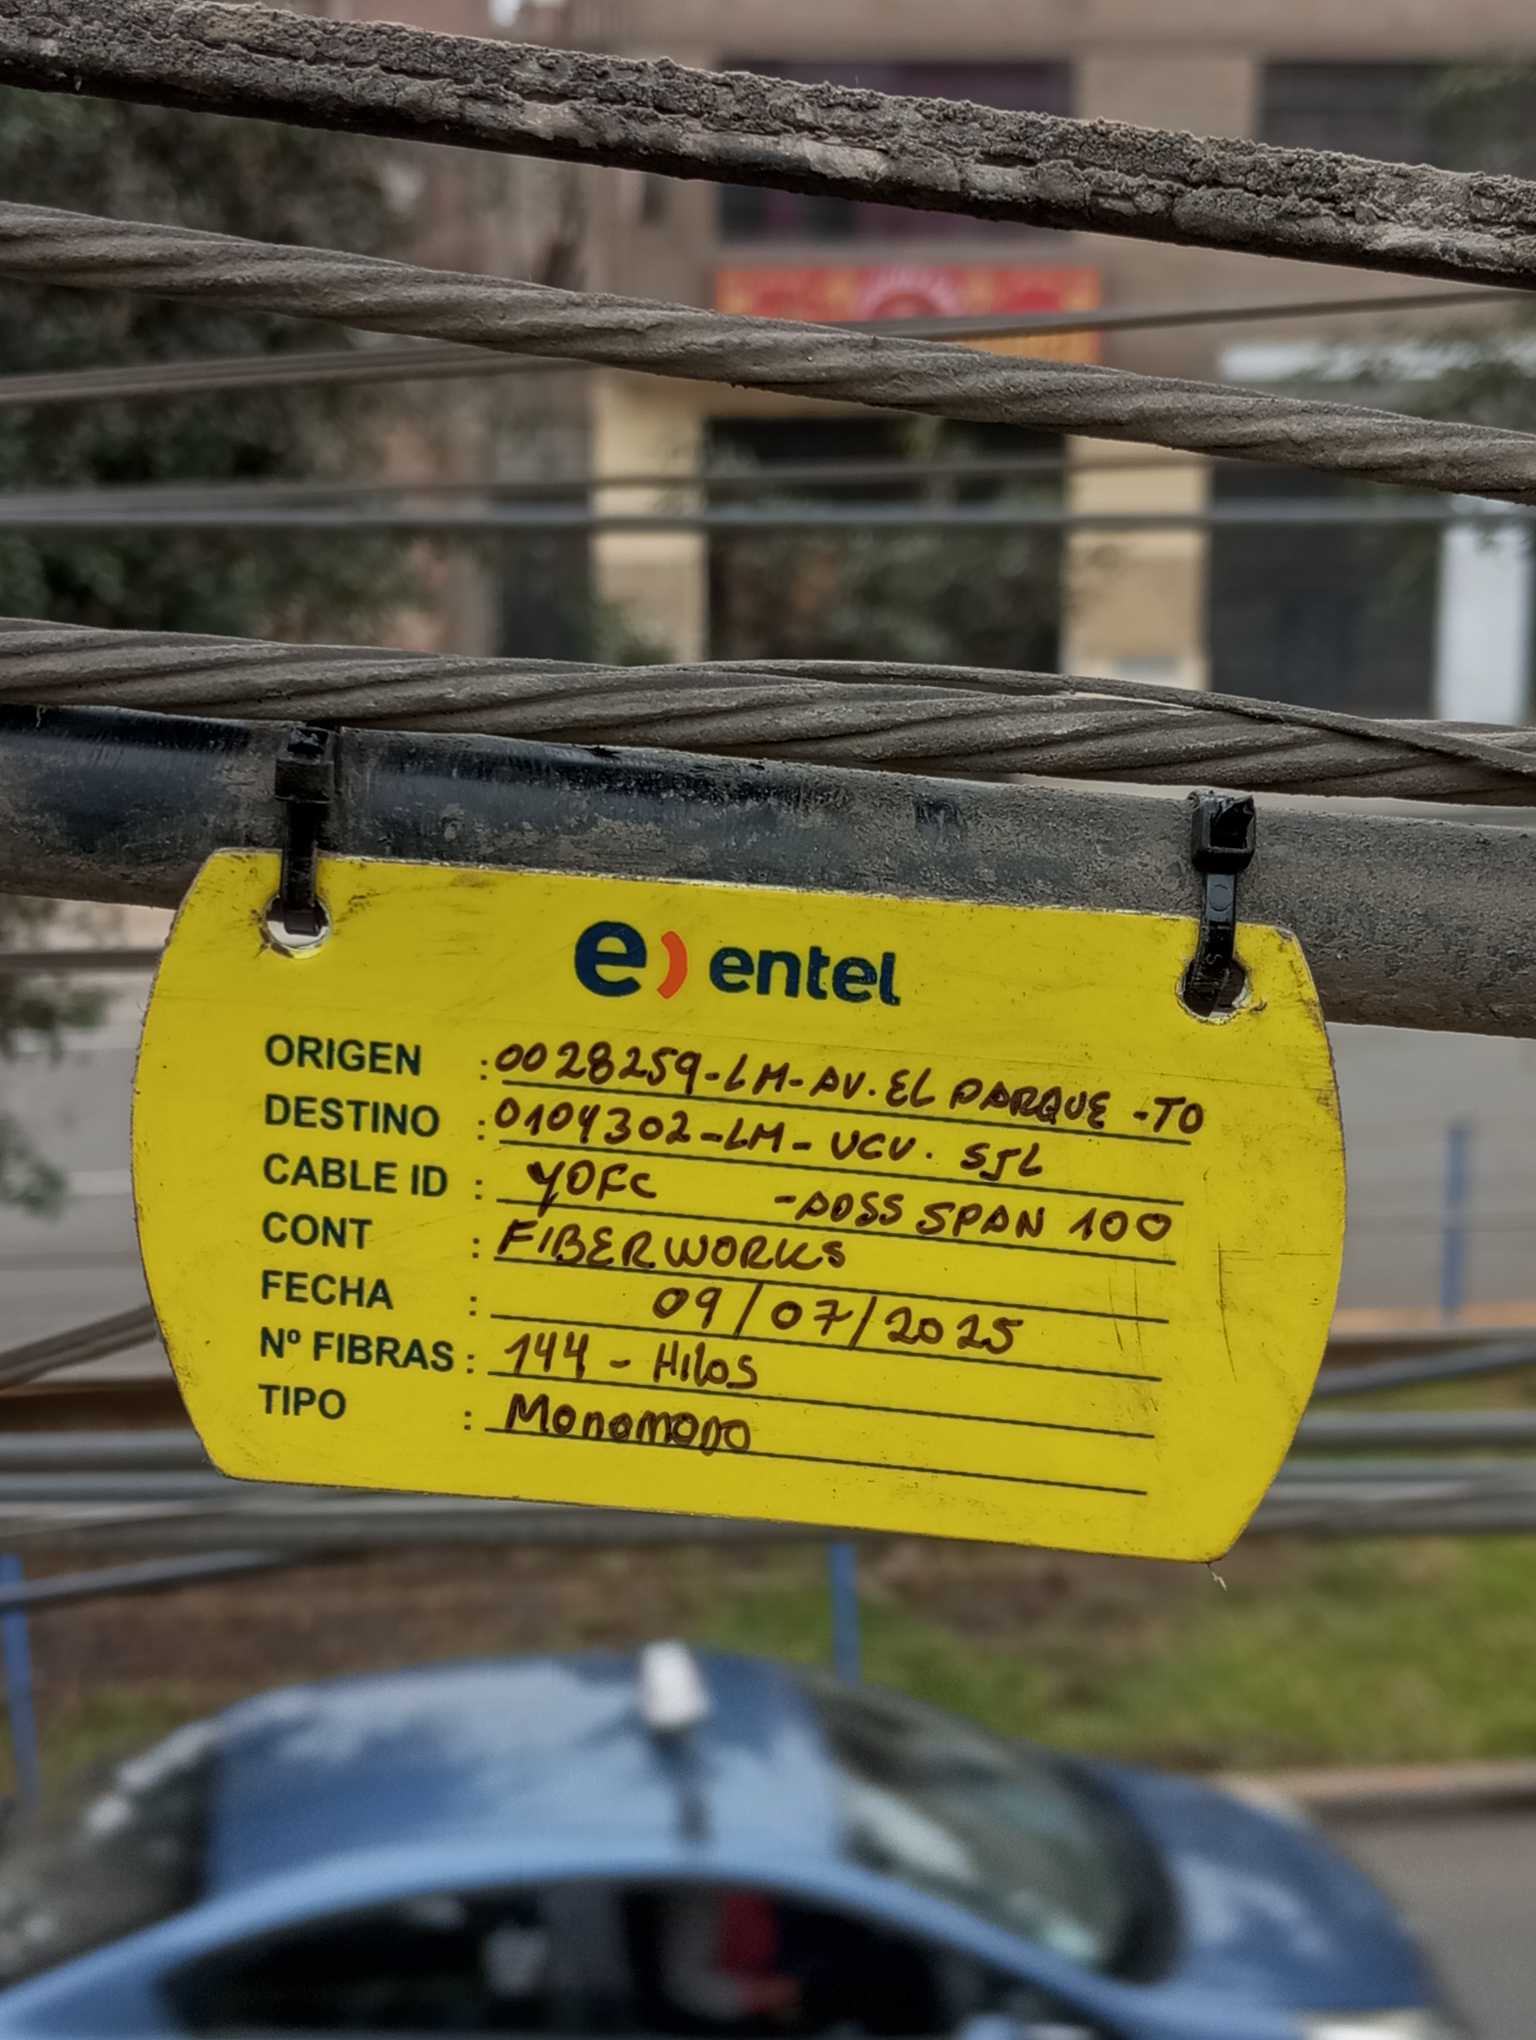 e) entel
ORIGEN : 0028259-LM-AV.EL PARQUE -TO
DESTINO : 0104302-LM-UCV. SJL
CABLE ID : YOFC -ADSS SPAN 100
CONT : FIBERWORKS
FECHA : 09/07/2025
Nº FIBRAS : 144 - Hilos
TIPO : Monomodo